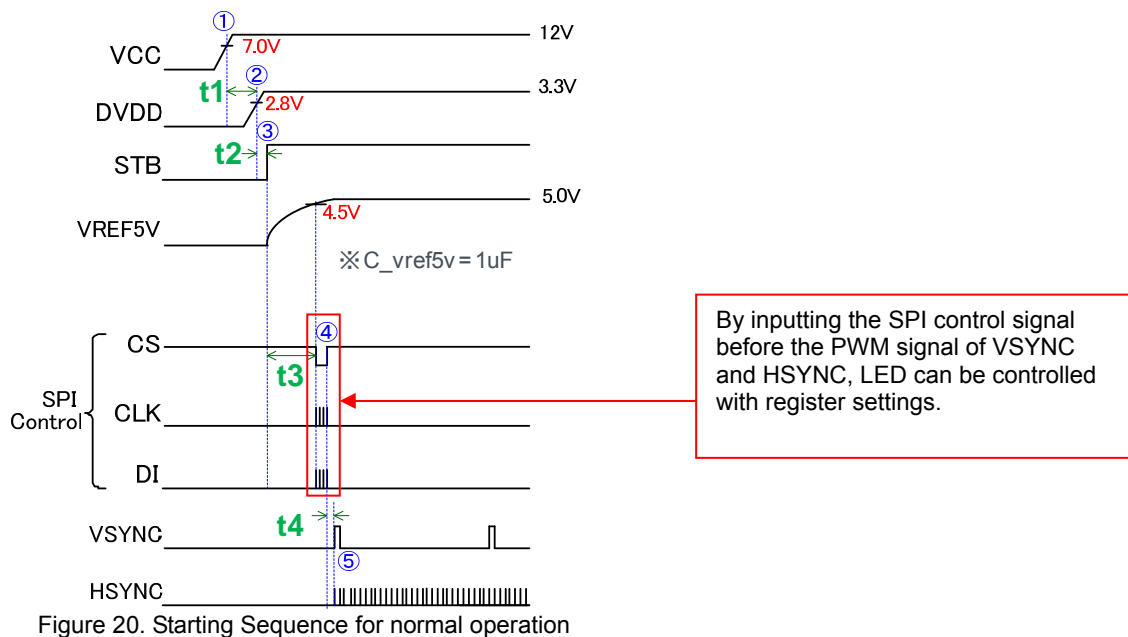 ①
12V
VCC
7.0V
②
t1
3.3V
DVDD
2.8V
③
t2
STB
5.0V
VREF5V
4.5V
※C_vref5v=1uF
CS
④
t3
SPI
Control
CLK
DI
By inputting the SPI control signal
before the PWM signal of VSYNC
and HSYNC, LED can be controlled
with register settings.
t4
VSYNC
⑤
HSYNC
Figure 20. Starting Sequence for normal operation